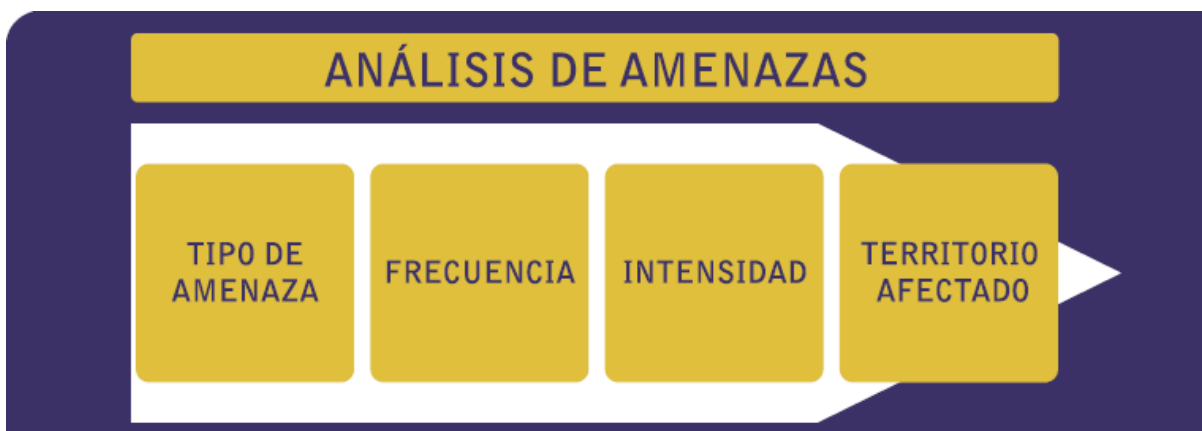 ANÁLISIS DE AMENAZAS
TIPO DE
AMENAZA
FRECUENCIA
INTENSIDAD
TERRITORIO
AFECTADO